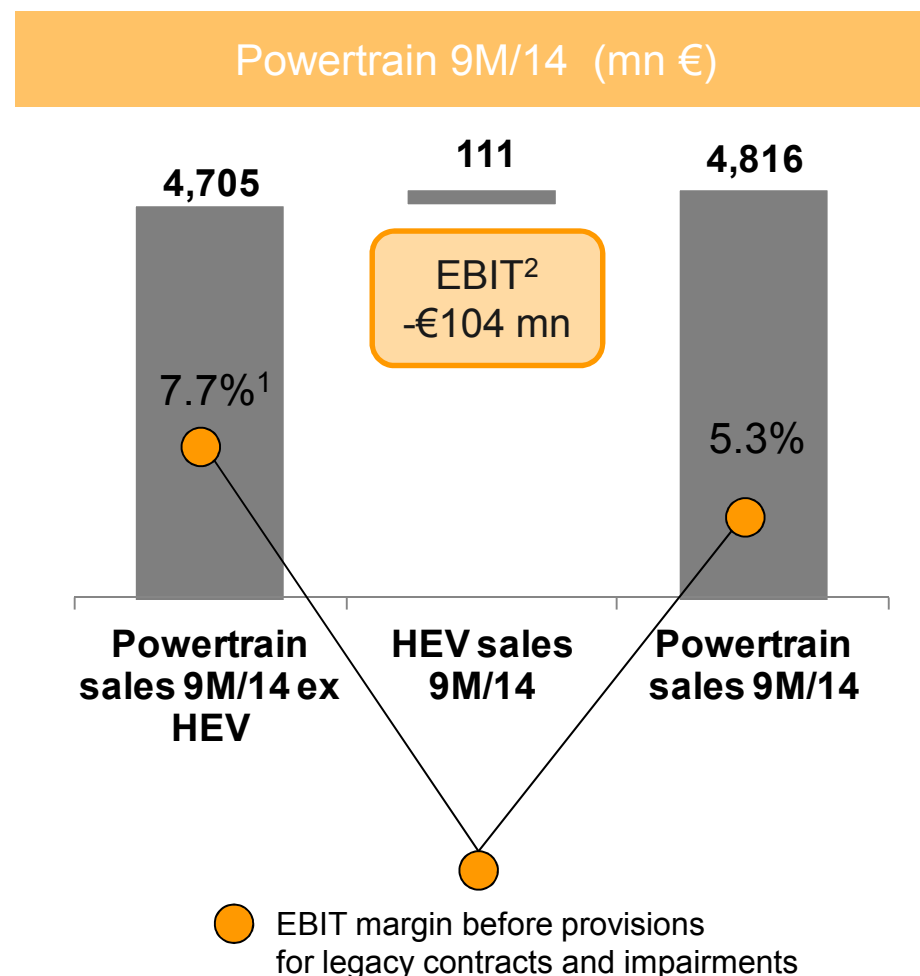 Powertrain 9M/14 (mn €)
4,705
111
4,816
EBIT²
-€104 mn
7.7%¹
5.3%
Powertrain
sales 9M/14 ex
HEV
HEV sales
9M/14
Powertrain
sales 9M/14
EBIT margin before provisions
for legacy contracts and impairments